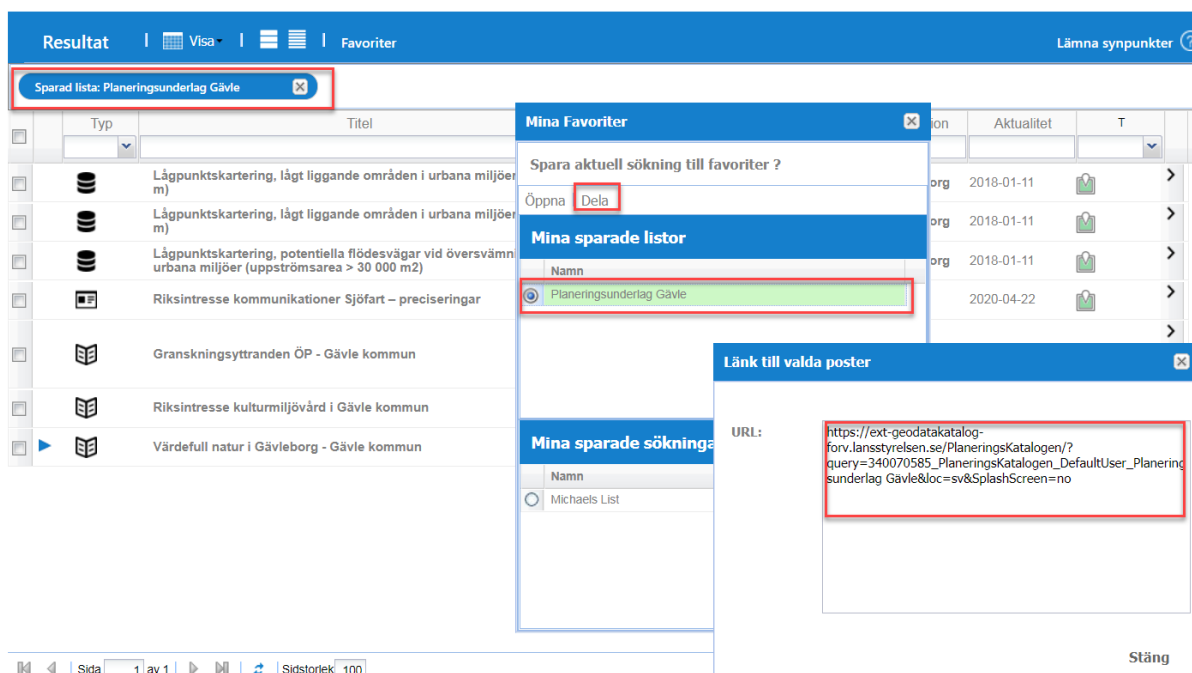 Resultat | Visa | | Favoriter
Lämna synpunkter ?
Sparad lista: Planeringsunderlag Gävle
Typ Titel ion Aktualitet T
Lågpunktskartering, lågt liggande områden i urbana miljöer
m)
org 2018-01-11
Lågpunktskartering, lågt liggande områden i urbana miljöer
m)
org 2018-01-11
Lågpunktskartering, potentiella flödesvägar vid översvämn
urbana miljöer (uppströmsarea > 30 000 m2)
org 2018-01-11
Riksintresse kommunikationer Sjöfart – preciseringar
2020-04-22
Granskningsyttranden ÖP - Gävle kommun
Riksintresse kulturmiljövård i Gävle kommun
Värdefull natur i Gävleborg - Gävle kommun
Mina Favoriter
Spara aktuell sökning till favoriter ?
Öppna Dela
Mina sparade listor
Namn
Planeringsunderlag Gävle
Mina sparade sökninga
Namn
Michaels List
Länk till valda poster
URL:
https://ext-geodatakatalog-
forv.lansstyrelsen.se/PlaneringsKatalogen/?
query=340070585_PlaneringsKatalogen_DefaultUser_Planering
sunderlag Gävle&loc=sv&SplashScreen=no
Stäng
Sida 1 av 1 | Sidstorlek 100